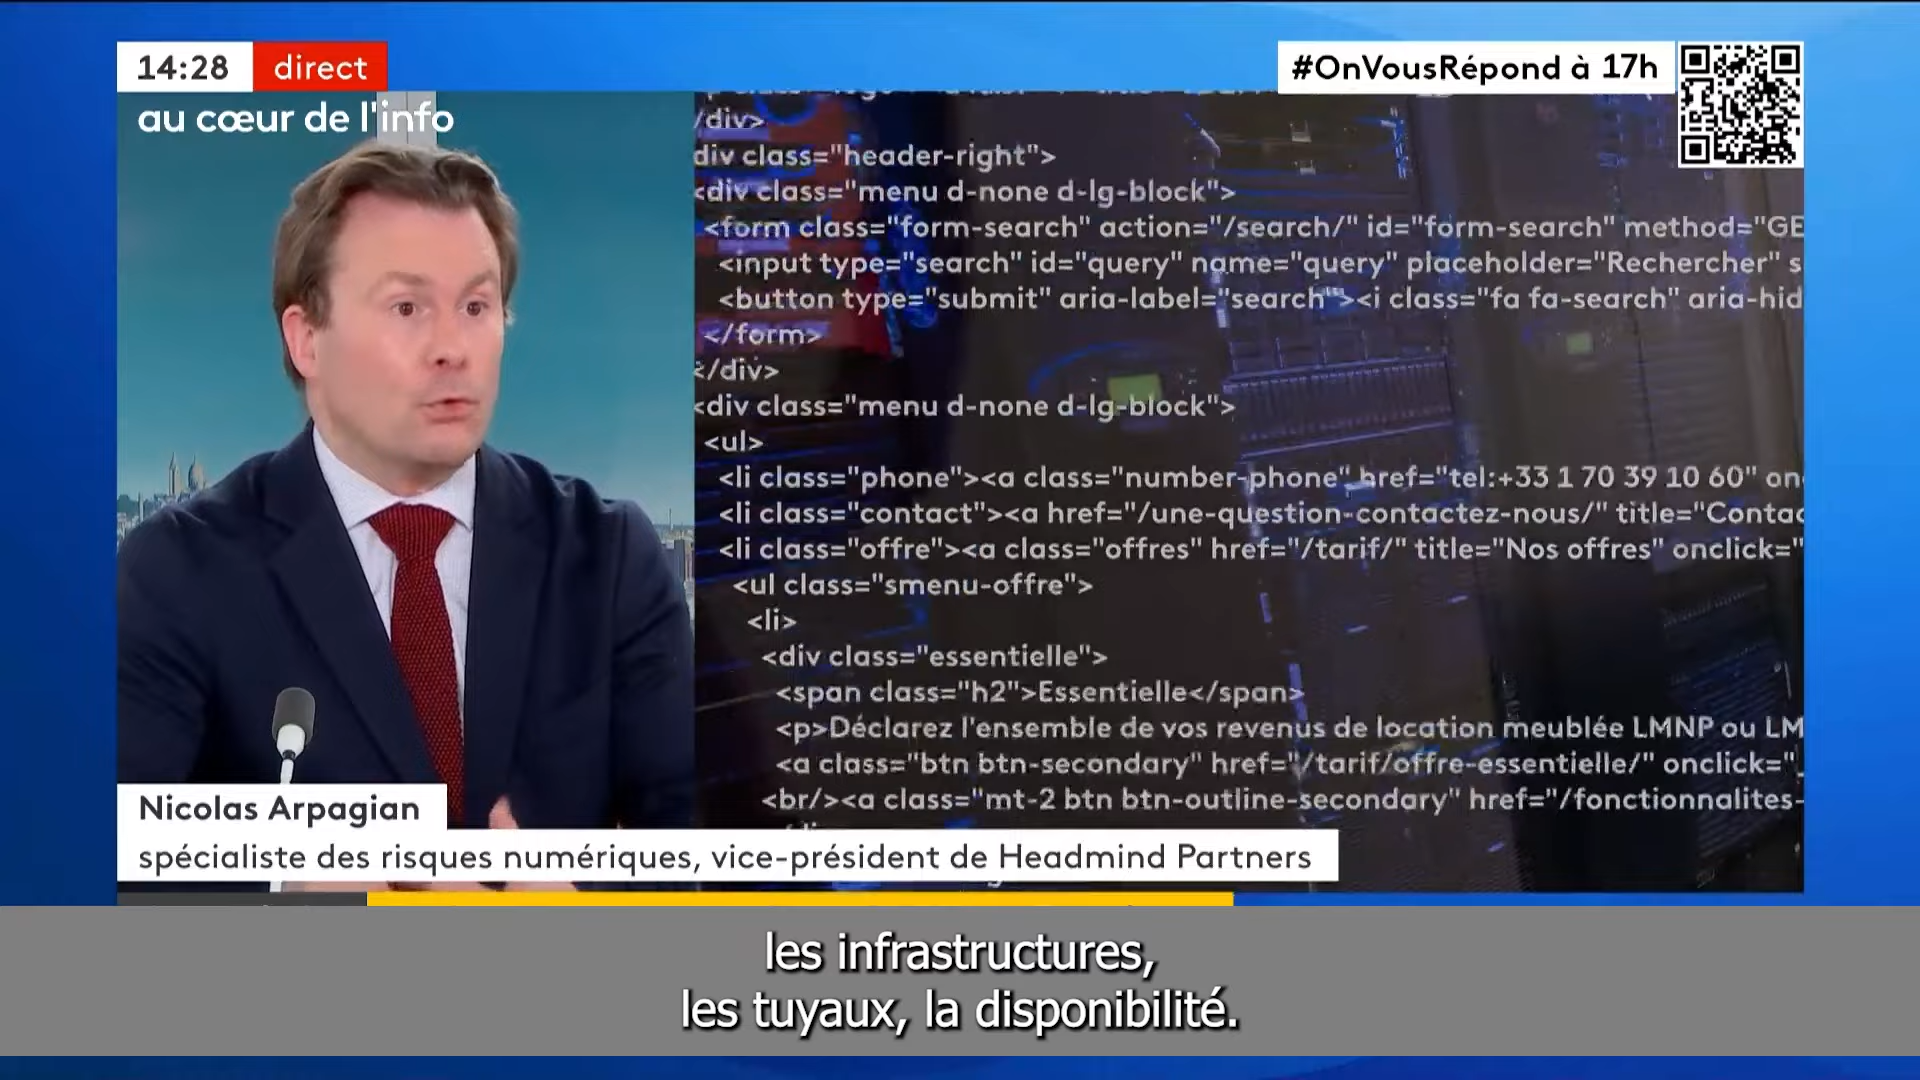 14:28 direct
#OnVousRépond à 17h
au cœur de l'info
/div>
div class="header-right">
<div class="menu d-none d-lg-block">
<form class="form-search" action="/search/" id="form-search" method="GE
<input type="search" id="query" name="query" placeholder="Rechercher" s
<button type="submit" aria-label="search"><i class="fa fa-search" aria-hid
</form>
</div>
<div class="menu d-none d-lg-block">
<ul>
<li class="phone"><a class="number-phone" href="tel:+33 1 70 39 10 60" on
<li class="contact"><a href="/une-question-contactez-nous/" title="Contac
<li class="offre"><a class="offres" href="/tarif/" title="Nos offres" onclick="
<ul class="smenu-offre">
<li>
<div class="essentielle">
<span class="h2">Essentielle</span>
<p>Déclarez l'ensemble de vos revenus de location meublée LMNP ou LM
<a class="btn btn-secondary" href="/tarif/offre-essentielle/" onclick="_
<br/><a class="mt-2 btn btn-outline-secondary" href="/fonctionnalites-
Nicolas Arpagian
spécialiste des risques numériques, vice-président de Headmind Partners
les infrastructures,
les tuyaux, la disponibilité.